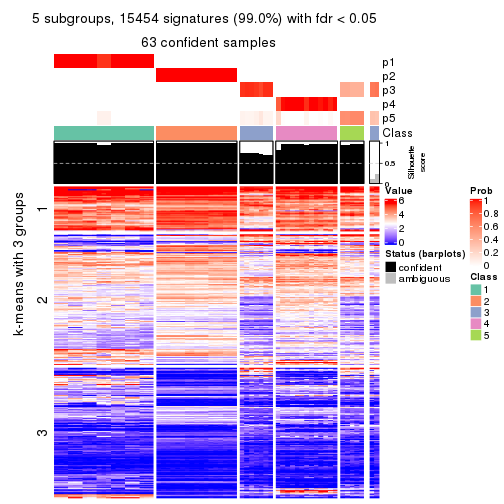 5 subgroups, 15454 signatures (99.0%) with fdr < 0.05
63 confident samples
p1
p2
p3
p4
p5
Class
1
0.5
0
Silhouette
score
k-means with 3 groups
1
2
3
Value
6
4
2
0
Status (barplots)
confident
ambiguous
Prob
1
0.8
0.6
0.4
0.2
0
Class
1
2
3
4
5